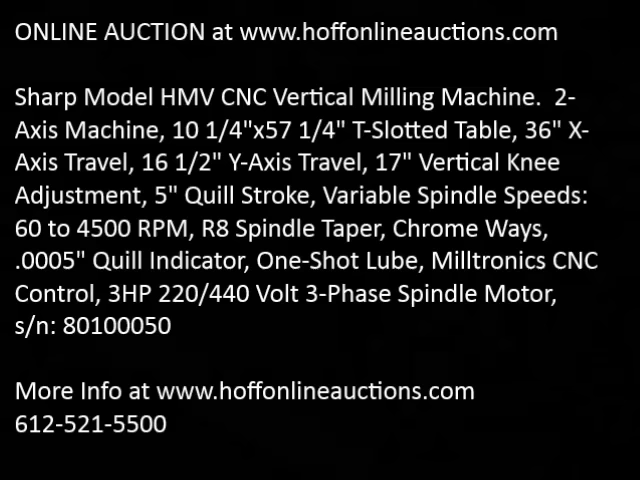 ONLINE AUCTION at www.hoffonlineauctions.com
Sharp Model HMV CNC Vertical Milling Machine.  2-
Axis Machine, 10 1/4"x57 1/4" T-Slotted Table, 36" X-
Axis Travel, 16 1/2" Y-Axis Travel, 17" Vertical Knee
Adjustment, 5" Quill Stroke, Variable Spindle Speeds:
60 to 4500 RPM, R8 Spindle Taper, Chrome Ways,
.0005" Quill Indicator, One-Shot Lube, Milltronics CNC
Control, 3HP 220/440 Volt 3-Phase Spindle Motor,
s/n: 80100050
More Info at www.hoffonlineauctions.com
612-521-5500